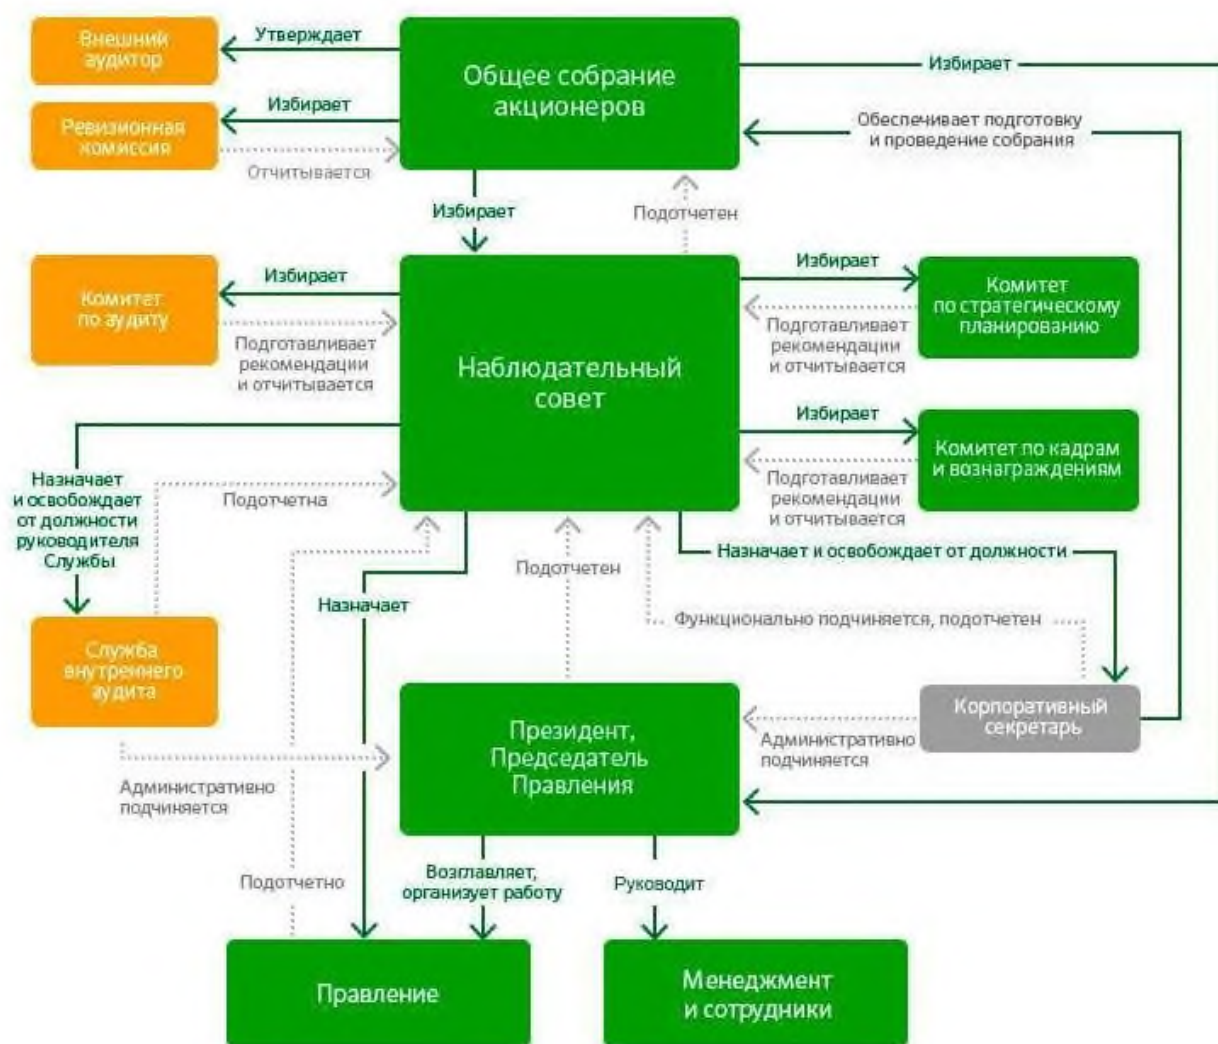 Внешний
аудитор
Утверждает
Общее собрание
акционеров
Избирает
Ревизионная
комиссия
Избирает
Отчитывается
Обеспечивает подготовку
и проведение собрания
Избирает
Подотчетен
Комитет
по аудиту
Избирает
Подготавливает
рекомендации
и отчитывается
Наблюдательный
совет
Избирает
Комитет
по стратегическому
планированию
Подготавливает
рекомендации
и отчитывается
Избирает
Комитет по кадрам
и вознаграждениям
Подготавливает
рекомендации
и отчитывается
Назначает
и освобождает
от должности
руководителя
Службы
Подотчетна
Назначает
Подотчетен
Назначает и освобождает от должности
Функционально подчиняется, подотчетен
Служба
внутреннего
аудита
Президент,
Председатель
Правления
Корпоративный
секретарь
Административно
подчиняется
Административно
подчиняется
Подотчетно
Возглавляет,
организует работу
Руководит
Правление
Менеджмент
и сотрудники